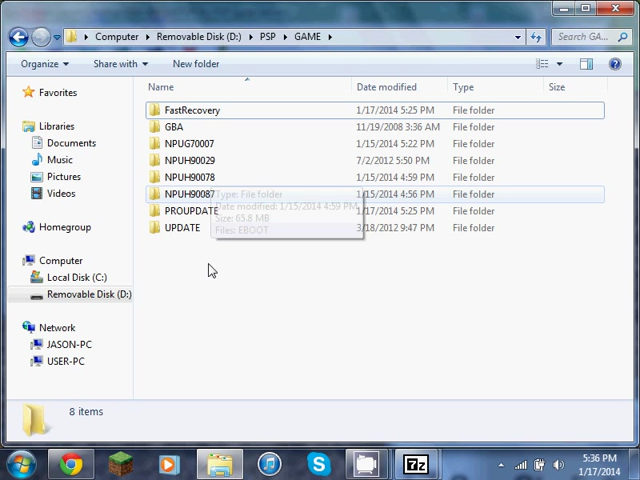 Computer ▸ Removable Disk (D:) ▸ PSP ▸ GAME ▸
Search GA...
Organize Share with New folder
Name Date modified Type Size
Favorites
Libraries
Documents
Music
Pictures
Videos
Homegroup
Computer
Local Disk (C:)
Removable Disk (D:)
Network
JASON-PC
USER-PC
FastRecovery 1/17/2014 5:25 PM File folder
GBA 11/19/2008 3:36 AM File folder
NPUG70007 1/15/2014 5:22 PM File folder
NPUH90029 7/2/2012 5:50 PM File folder
NPUH90078 1/15/2014 4:56 PM File folder
NPUH90087 1/15/2014 4:56 PM File folder
PROUPDATE 1/17/2014 5:25 PM File folder
UPDATE 3/18/2012 9:47 PM File folder
Type: File folder
Date modified: 1/15/2014 4:59 PM
Size: 65.8 MB
Files: EBOOT
8 items
7z
5:36 PM
1/17/2014